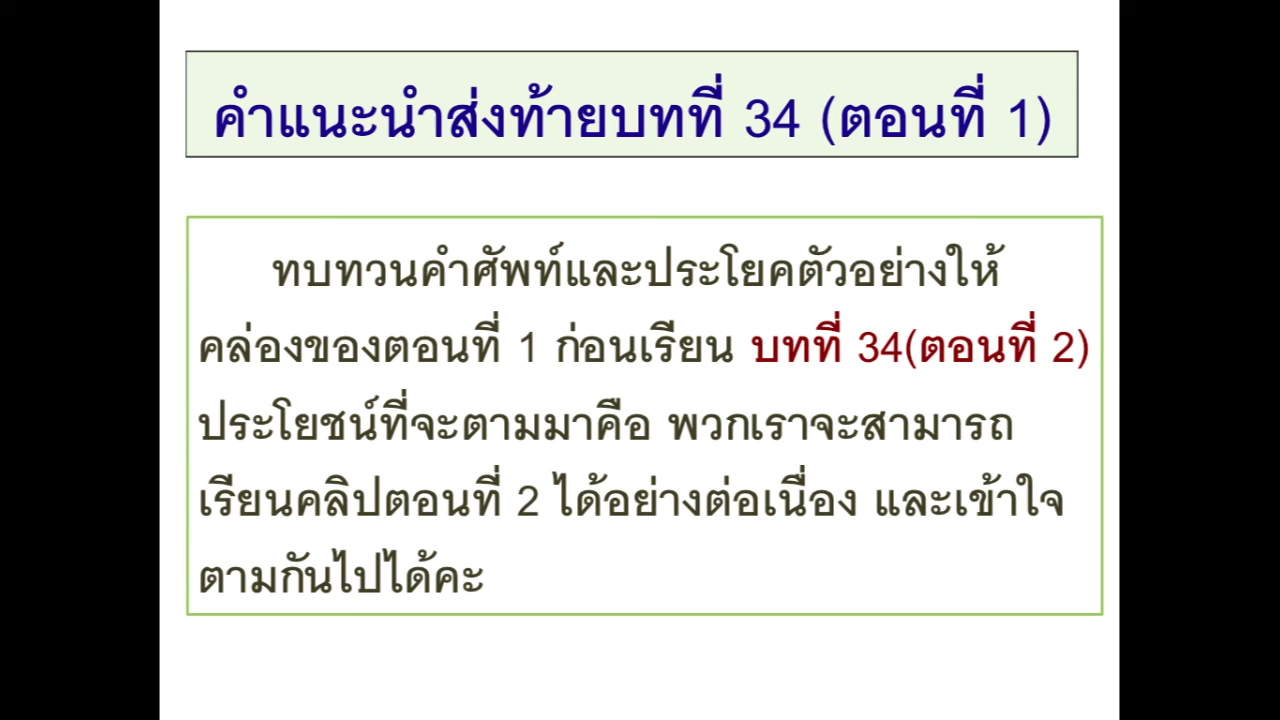 คำแนะนำส่งท้ายบทที่ 34 (ตอนที่ 1)
ทบทวนคำศัพท์และประโยคตัวอย่างให้
คล่องของตอนที่ 1 ก่อนเรียน บทที่ 34(ตอนที่ 2)
ประโยชน์ที่จะตามมาคือ พวกเราจะสามารถ
เรียนคลิปตอนที่ 2 ได้อย่างต่อเนื่อง และเข้าใจ
ตามกันไปได้คะ